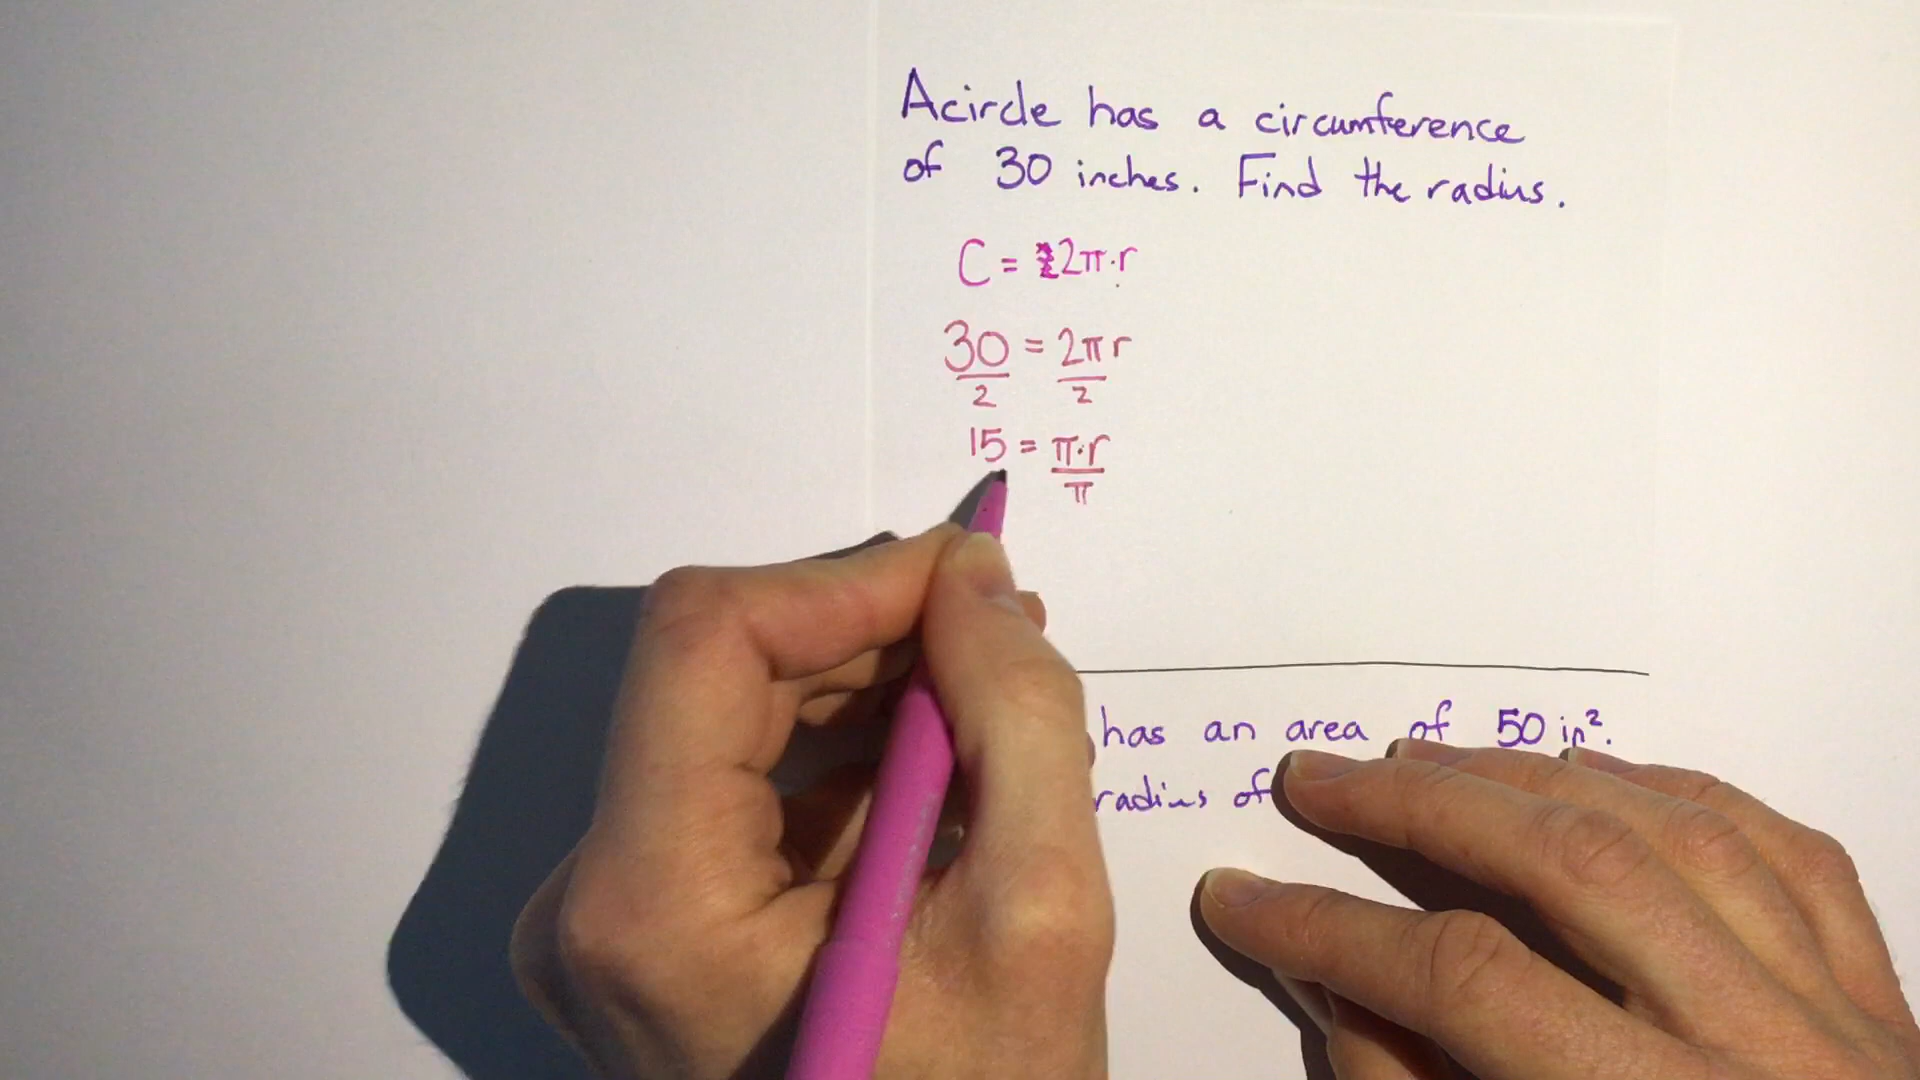 A circle has a circumference
of 30 inches. Find the radius.
C = 2π·r
30 = 2πr
2 2
15 = π·r
π
has an area of 50 in².
radius of